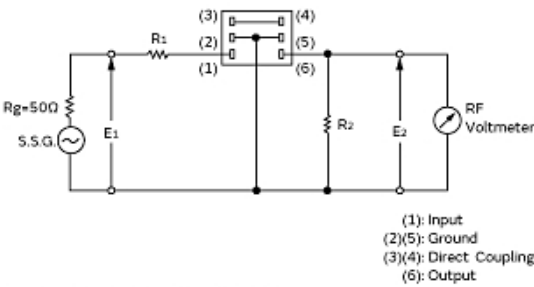 (3) (4)
R1 (2) (5)
(1) (6)
Rg=50Ω
S.S.G.
E1
R2
E2
RF
Voltmeter
(1): Input
(2)(5): Ground
(3)(4): Direct Coupling
(6): Output